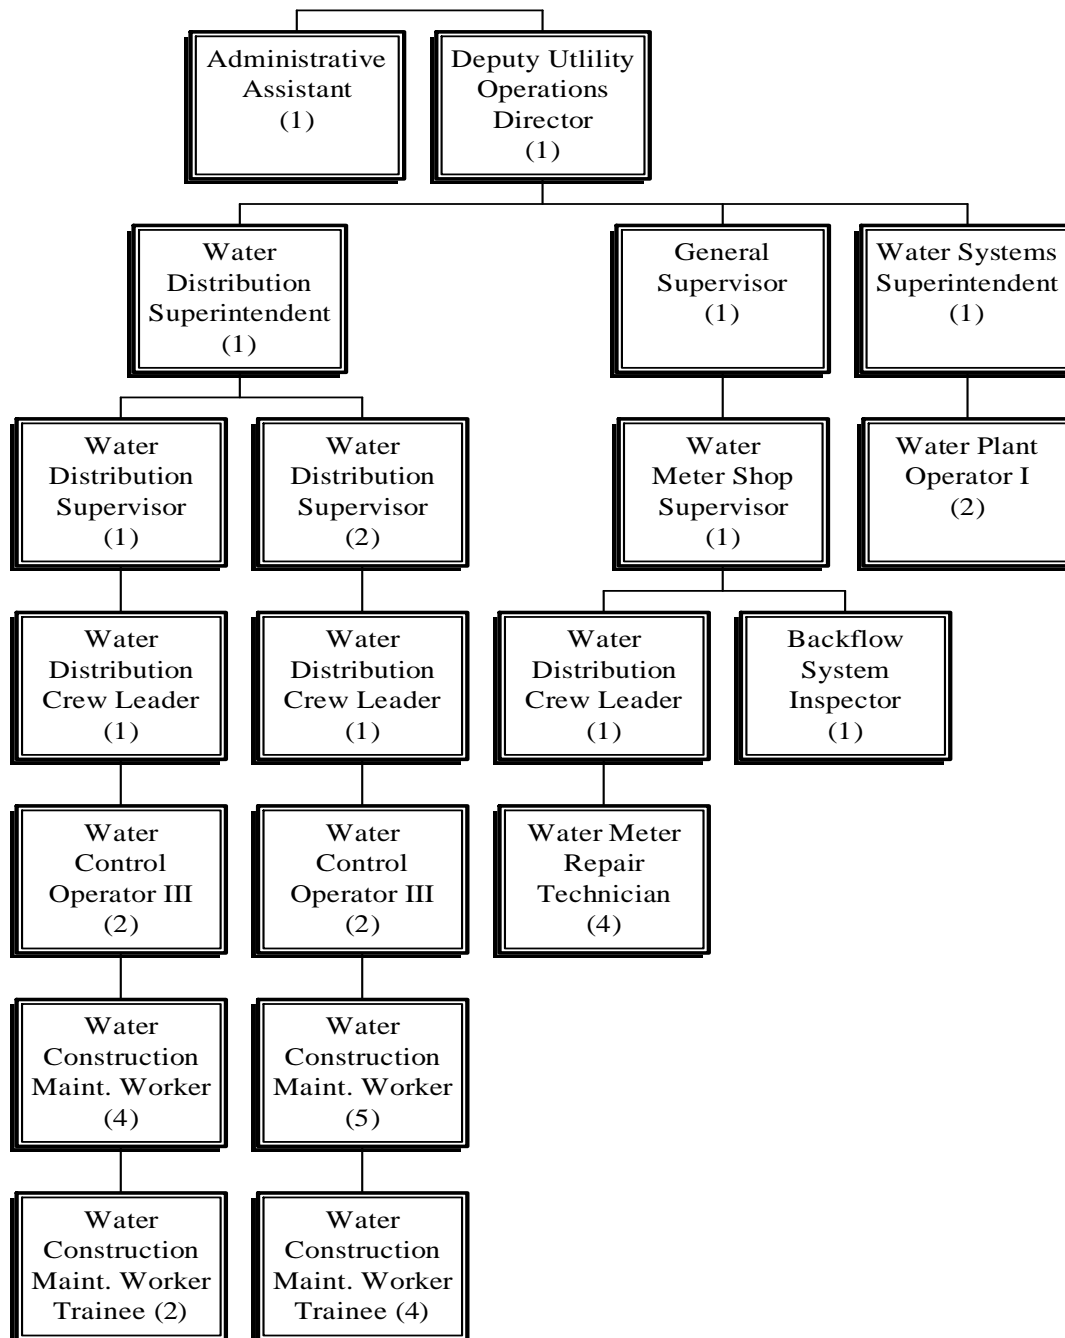 Administrative
Assistant
(1)
Deputy Utlility
Operations
Director
(1)
Water
Distribution
Superintendent
(1)
General
Supervisor
(1)
Water Systems
Superintendent
(1)
Water
Distribution
Supervisor
(1)
Water
Distribution
Supervisor
(2)
Water
Meter Shop
Supervisor
(1)
Water Plant
Operator I
(2)
Water
Distribution
Crew Leader
(1)
Water
Distribution
Crew Leader
(1)
Water
Distribution
Crew Leader
(1)
Backflow
System
Inspector
(1)
Water
Control
Operator III
(2)
Water
Control
Operator III
(2)
Water Meter
Repair
Technician
(4)
Water
Construction
Maint. Worker
(4)
Water
Construction
Maint. Worker
(5)
Water
Construction
Maint. Worker
Trainee (2)
Water
Construction
Maint. Worker
Trainee (4)